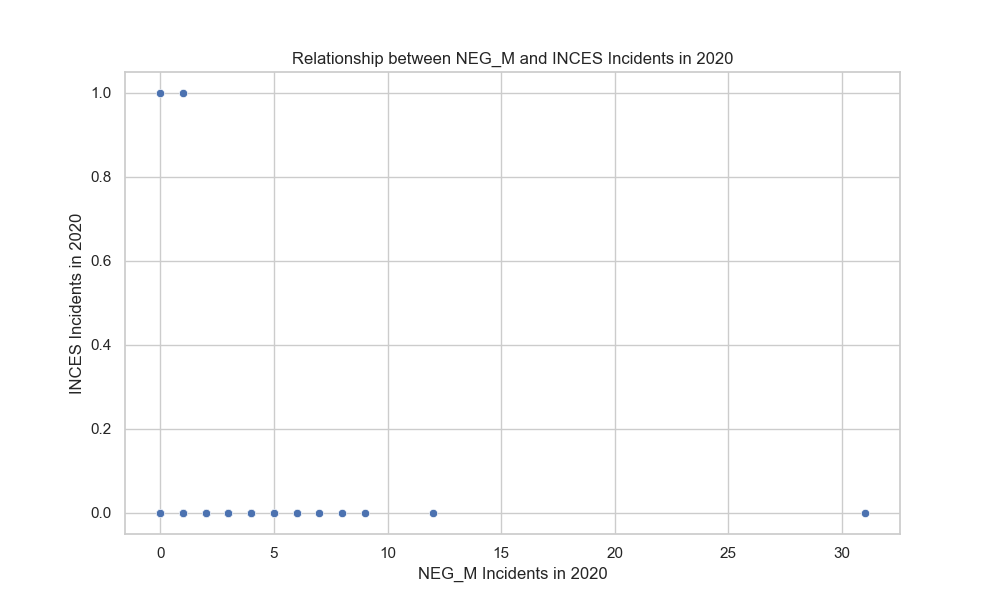 Relationship between NEG_M and INCES Incidents in 2020
1.0
0.8
0.6
0.4
0.2
0.0
INCES Incidents in 2020
0 5 10 15 20 25 30
NEG_M Incidents in 2020